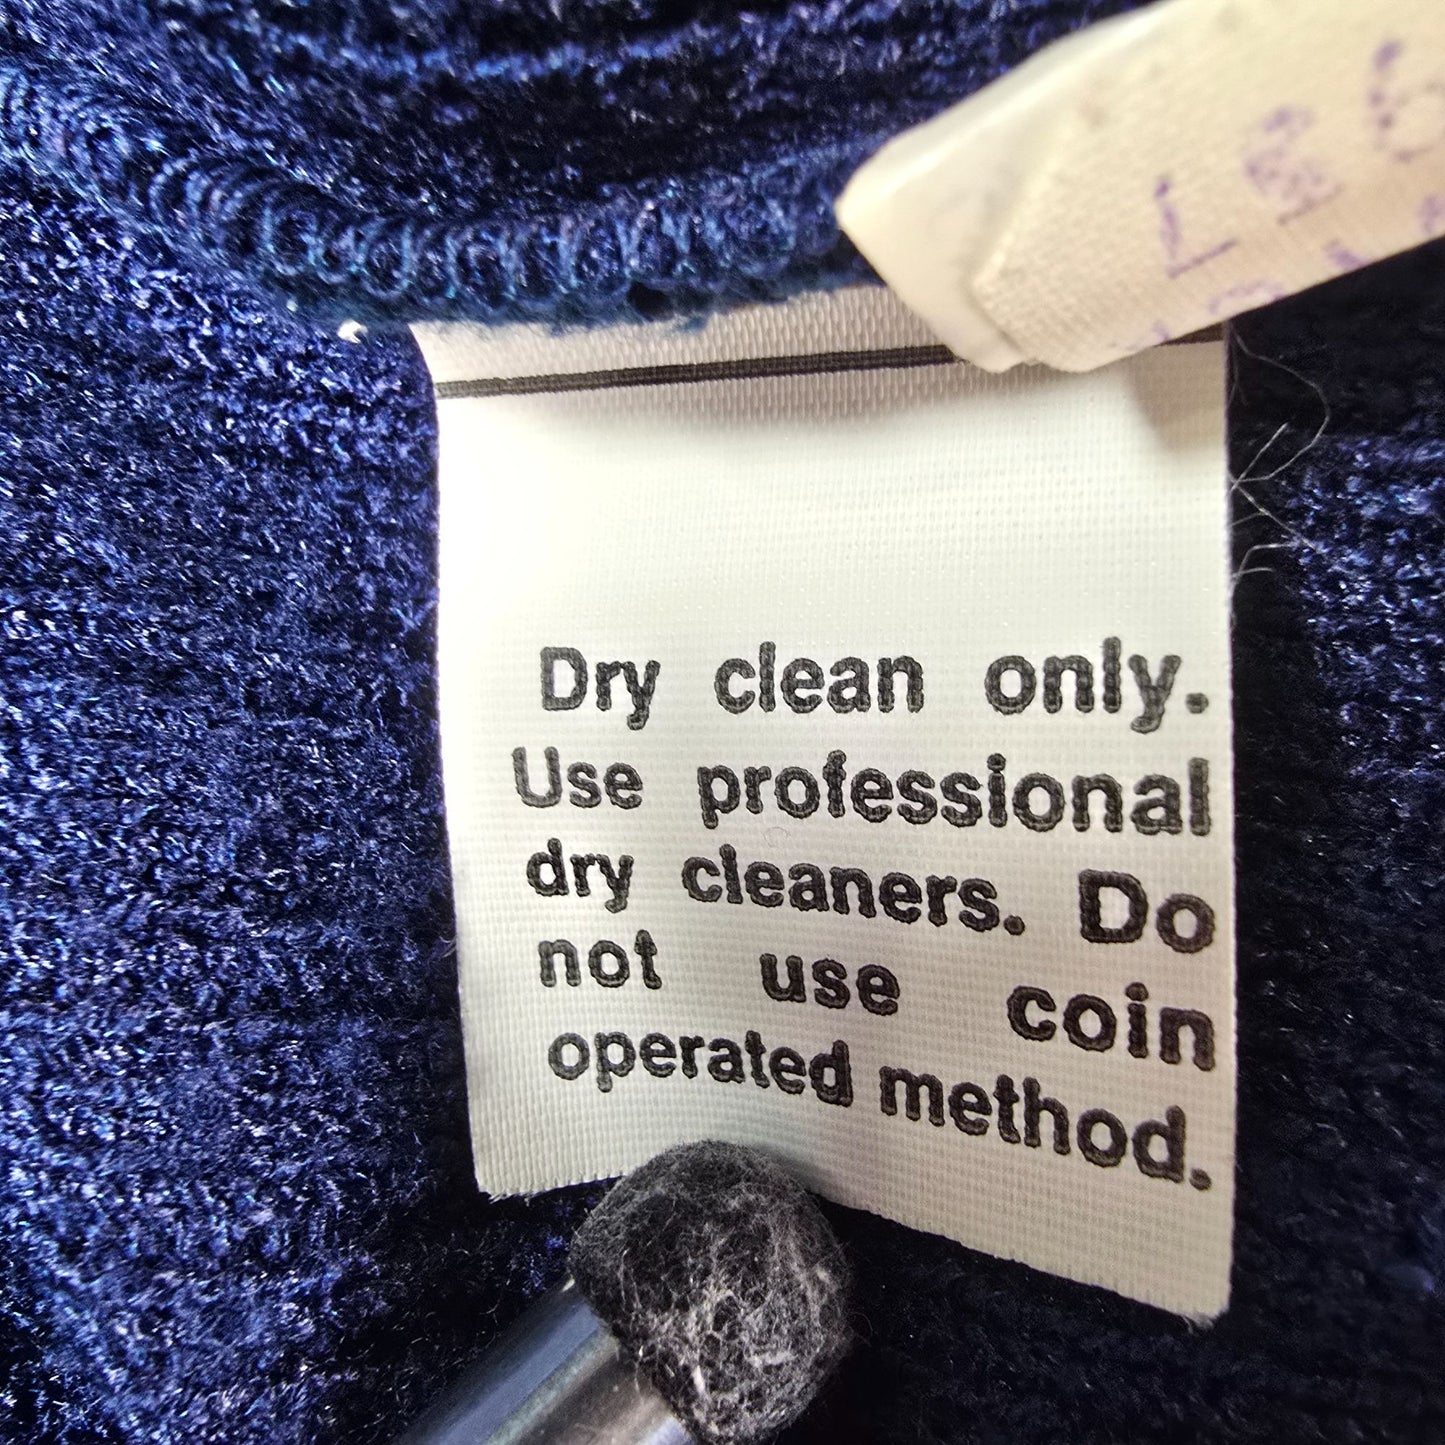 Dry clean only.
Use professional
dry cleaners. Do
not use coin
operated method.